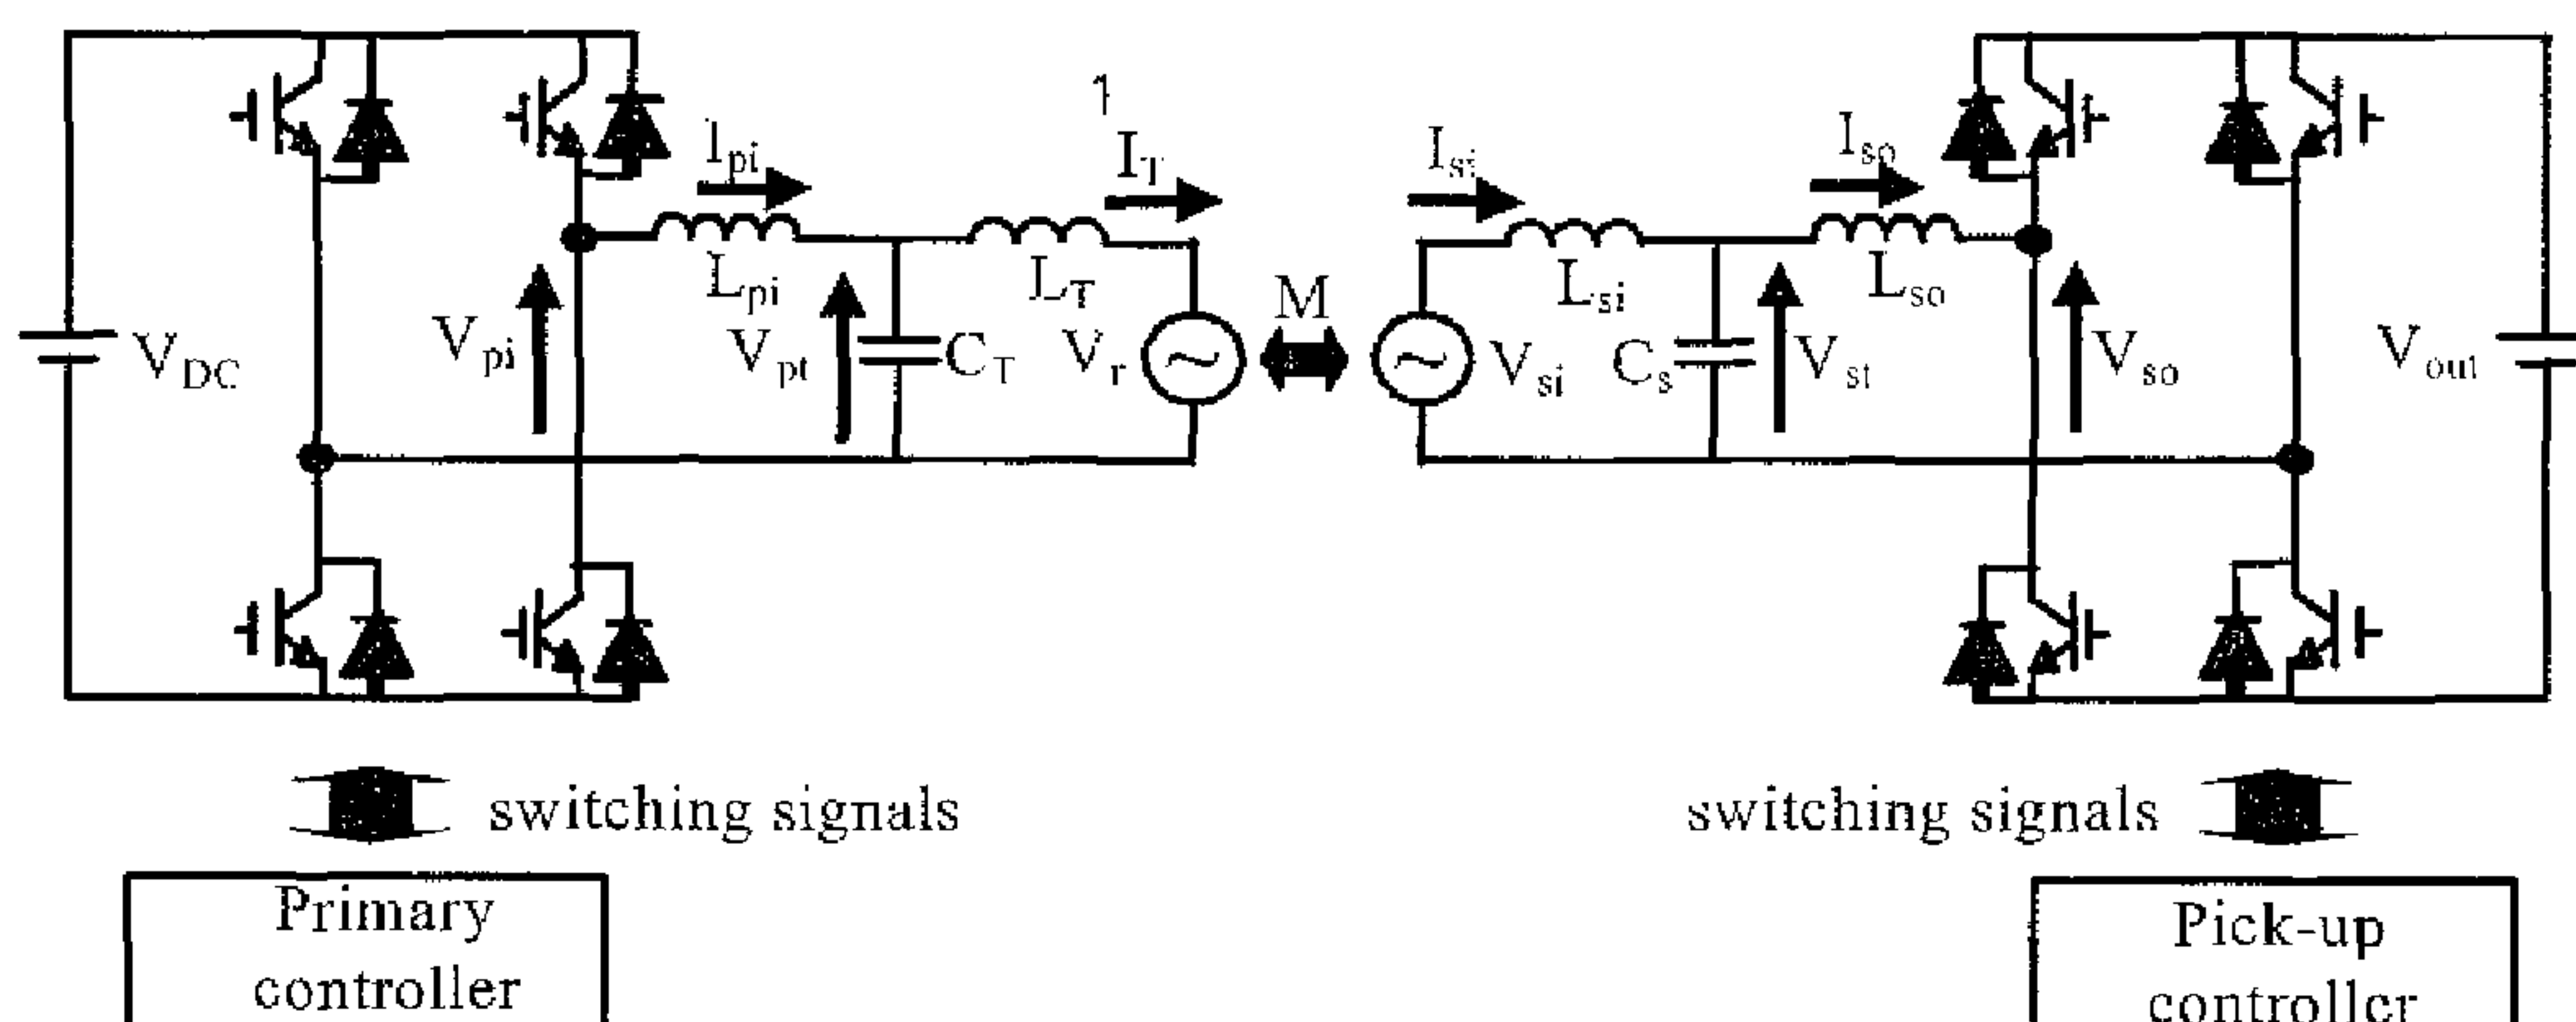 1
I_pi
I_T
I_si
I_so
L_pi
L_T
M
L_si
L_so
V_DC
V_pi
V_pt
C_T
V_r
V_si
C_s
V_st
V_so
V_out
switching signals
switching signals
Primary
controller
Pick-up
controller